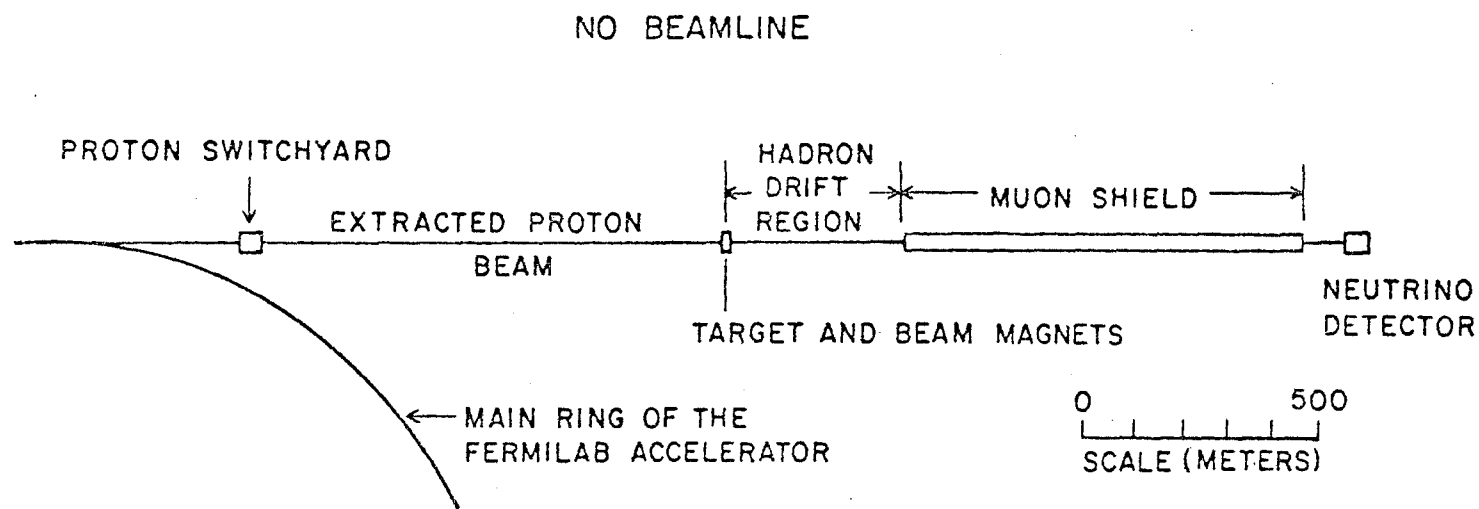 NO BEAMLINE
PROTON SWITCHYARD
HADRON
DRIFT
REGION
MUON SHIELD
EXTRACTED PROTON
BEAM
NEUTRINO
DETECTOR
TARGET AND BEAM MAGNETS
MAIN RING OF THE
FERMILAB ACCELERATOR
0 500
SCALE (METERS)